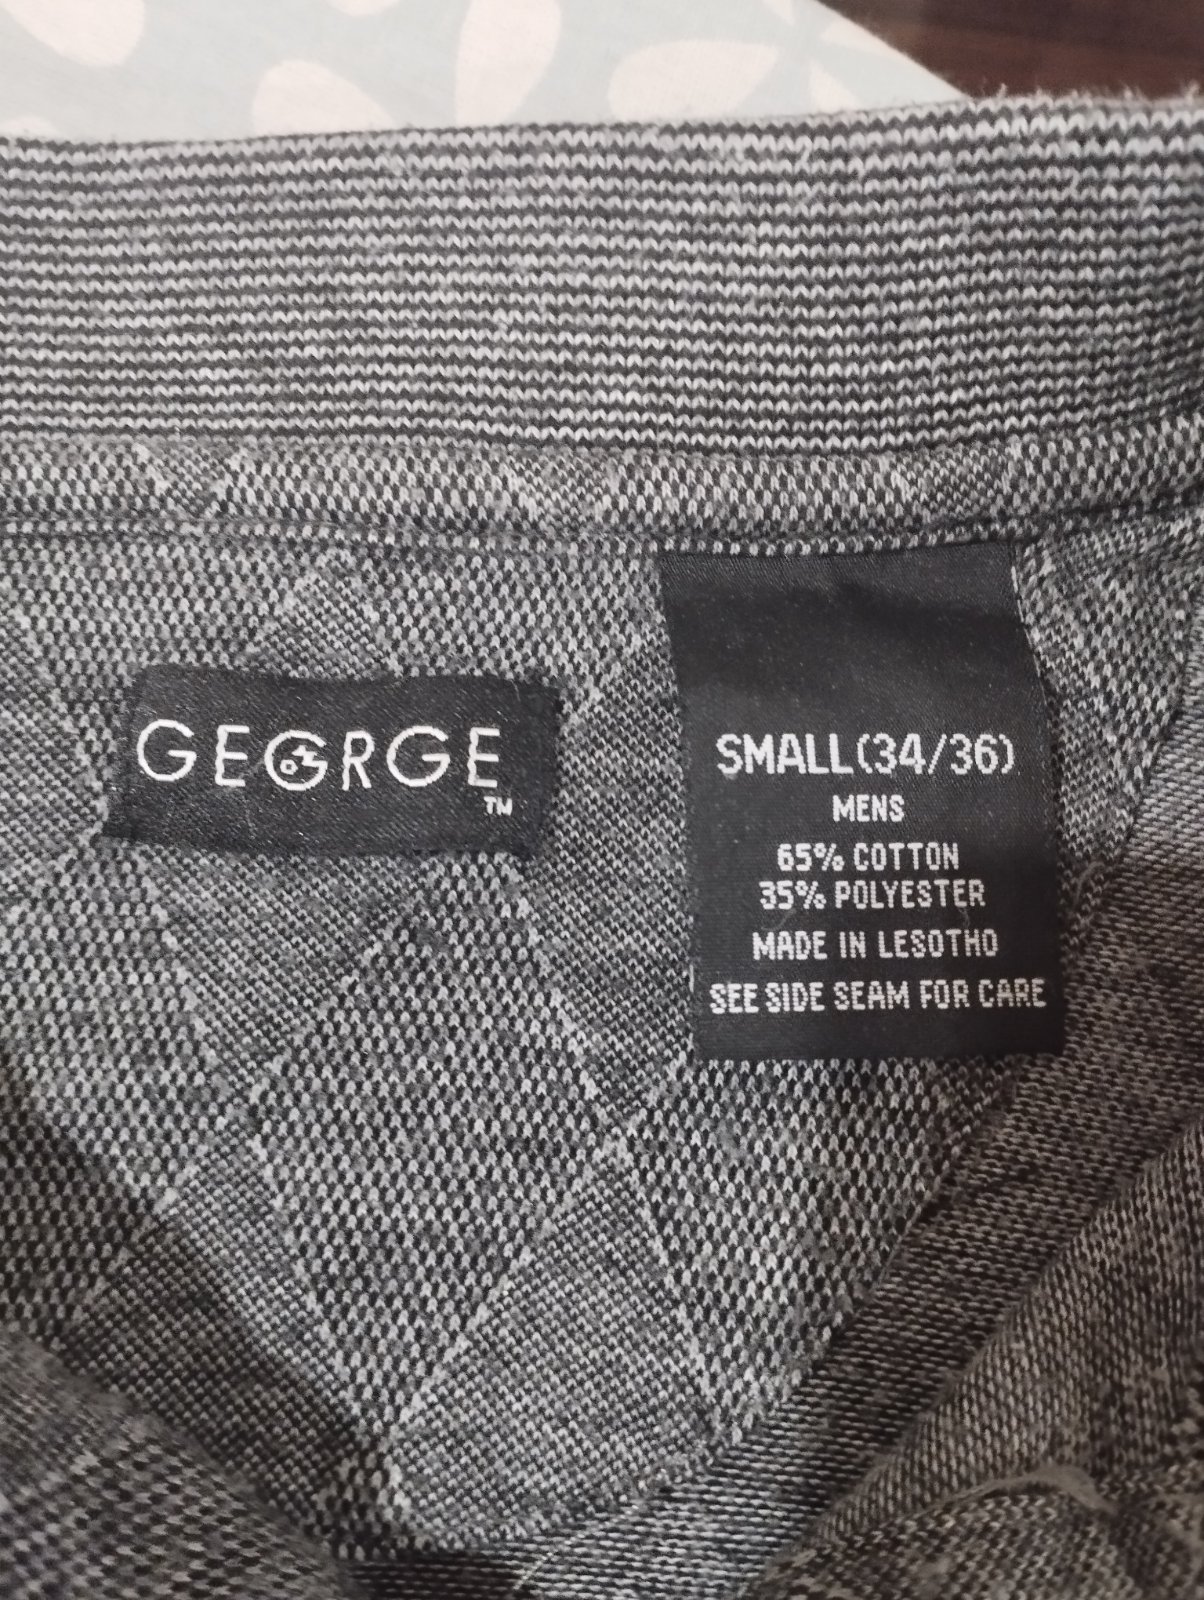 GEORGE
TM
SMALL(34/36)
MENS
65% COTTON
35% POLYESTER
MADE IN LESOTHO
SEE SIDE SEAM FOR CARE